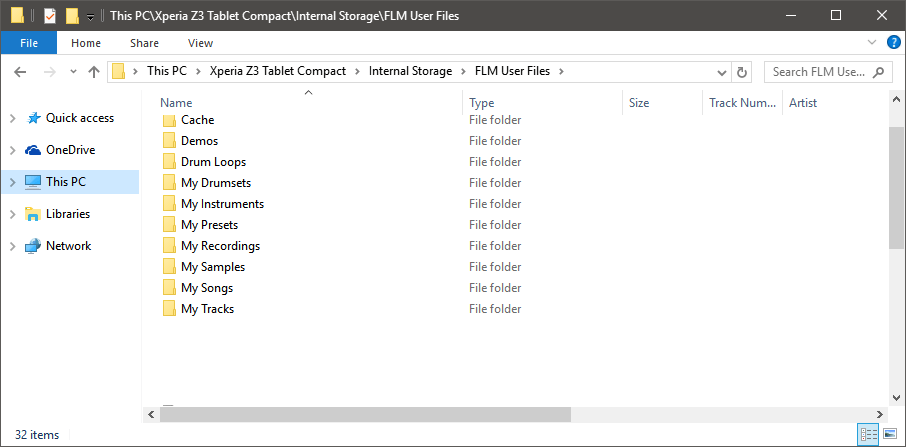 This PC\Xperia Z3 Tablet Compact\Internal Storage\FLM User Files
File Home Share View
This PC Xperia Z3 Tablet Compact Internal Storage FLM User Files Search FLM Use...
Quick access
OneDrive
This PC
Libraries
Network
Name Type Size Track Num... Artist
Cache File folder
Demos File folder
Drum Loops File folder
My Drumsets File folder
My Instruments File folder
My Presets File folder
My Recordings File folder
My Samples File folder
My Songs File folder
My Tracks File folder
32 items